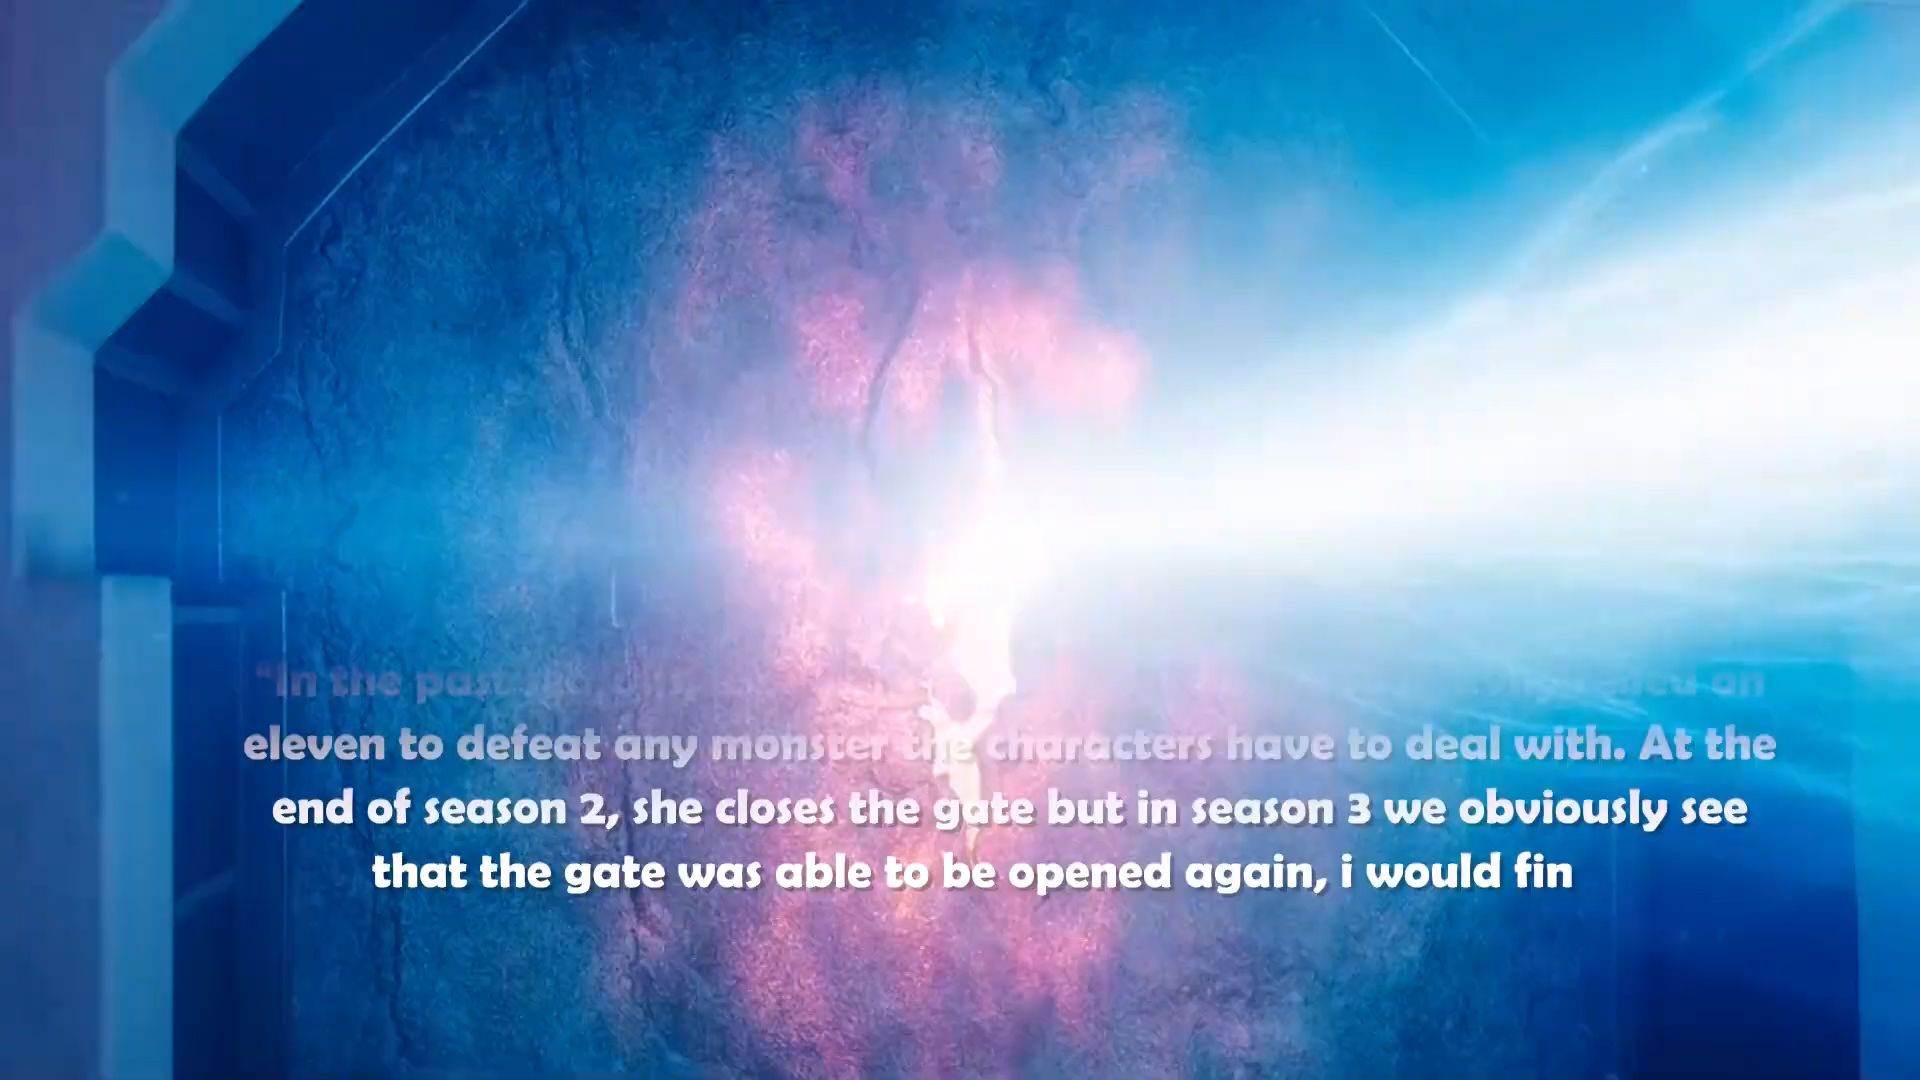 “In the past
on
eleven to defeat any monster the characters have to deal with. At the
end of season 2, she closes the gate but in season 3 we obviously see
that the gate was able to be opened again, i would fin